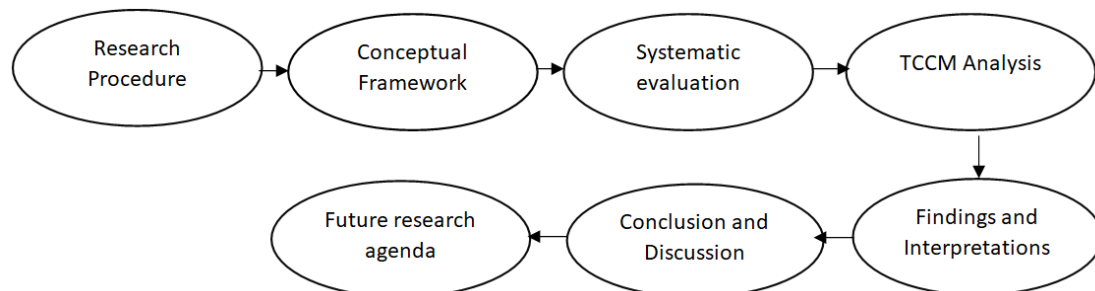 Research
Procedure
Conceptual
Framework
Systematic
evaluation
TCCM Analysis
Findings and
Interpretations
Conclusion and
Discussion
Future research
agenda